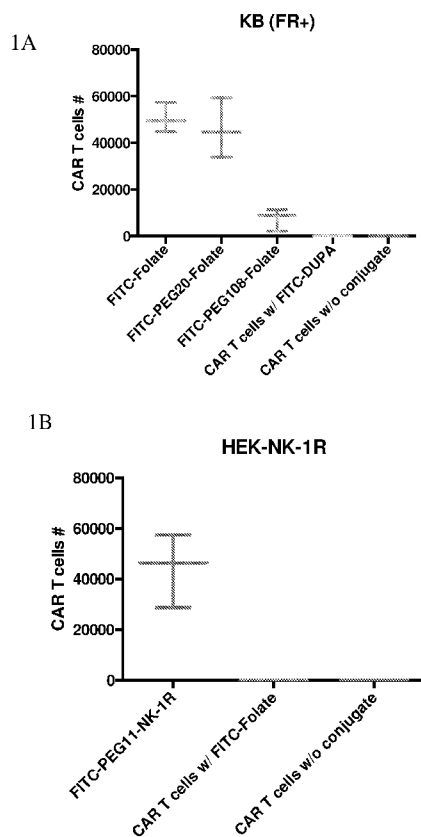 1A
KB (FR+)
CAR T cells #
80000
60000
40000
20000
0
FITC-Folate
FITC-PEG20-Folate
FITC-PEG108-Folate
CAR T cells w/ FITC-DUPA
CAR T cells w/o conjugate
1B
HEK-NK-1R
CAR T cells #
80000
60000
40000
20000
0
FITC-PEG11-NK-1R
CAR T cells w/ FITC-Folate
CAR T cells w/o conjugate